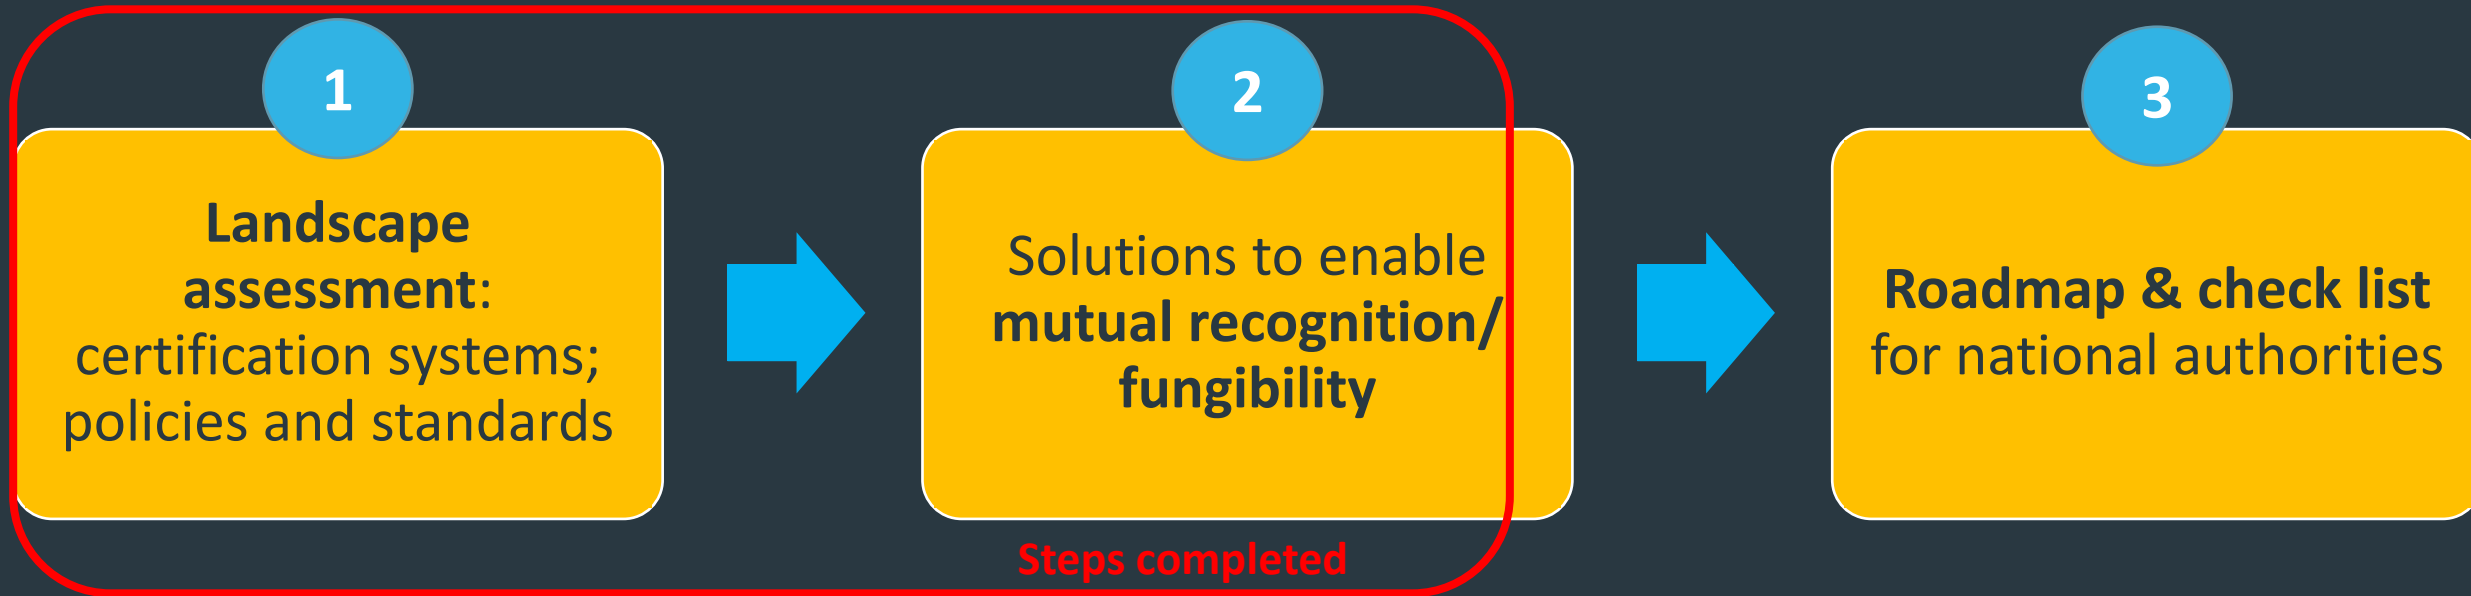 1
Landscape
assessment:
certification systems;
policies and standards
2
Solutions to enable
mutual recognition/
fungibility
3
Roadmap & check list
for national authorities
Steps completed